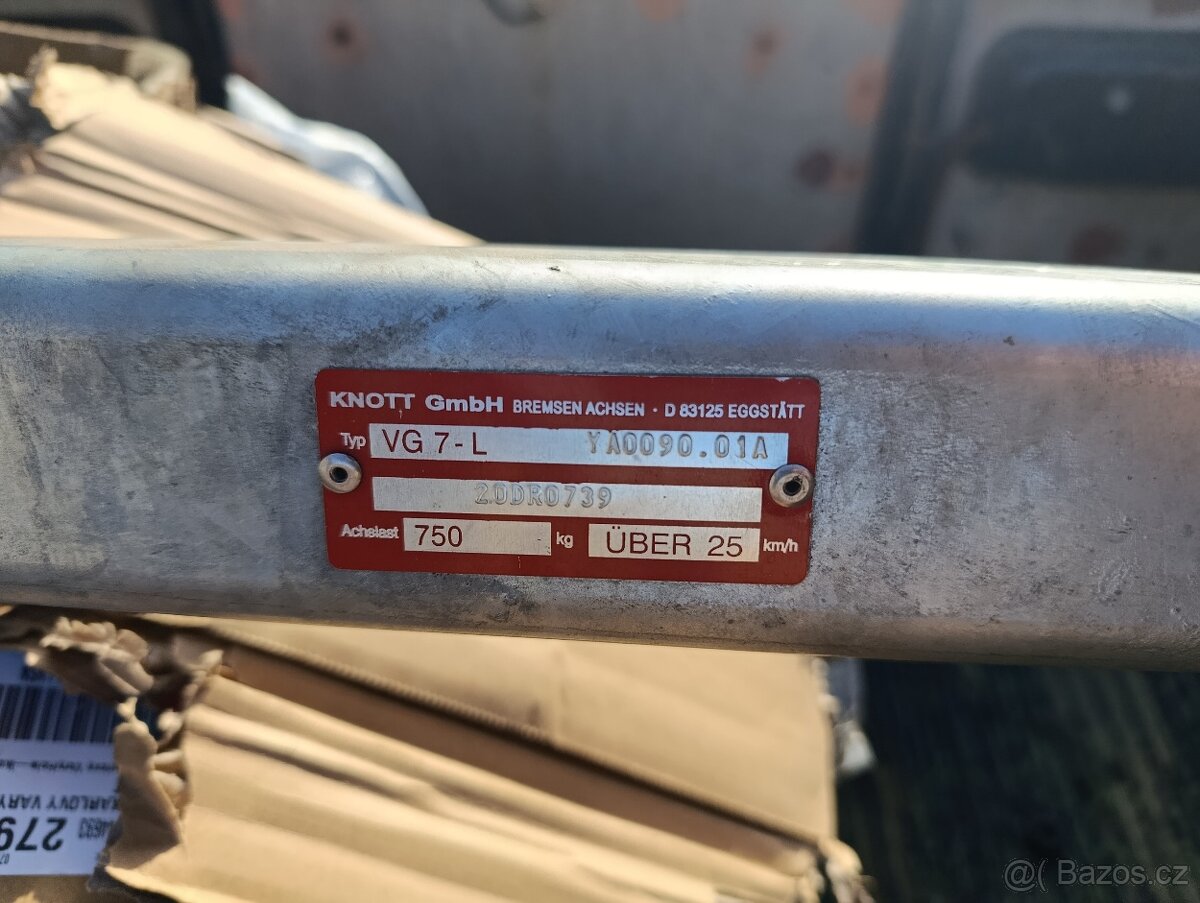 KNOTT GmbH BREMSEN ACHSEN · D 83125 EGGSTÄTT
Typ VG 7-L YA0090.01A
20DR0739
Achslast 750 kg ÜBER 25 km/h
KARLOVY VARY
279
@( Bazos.cz